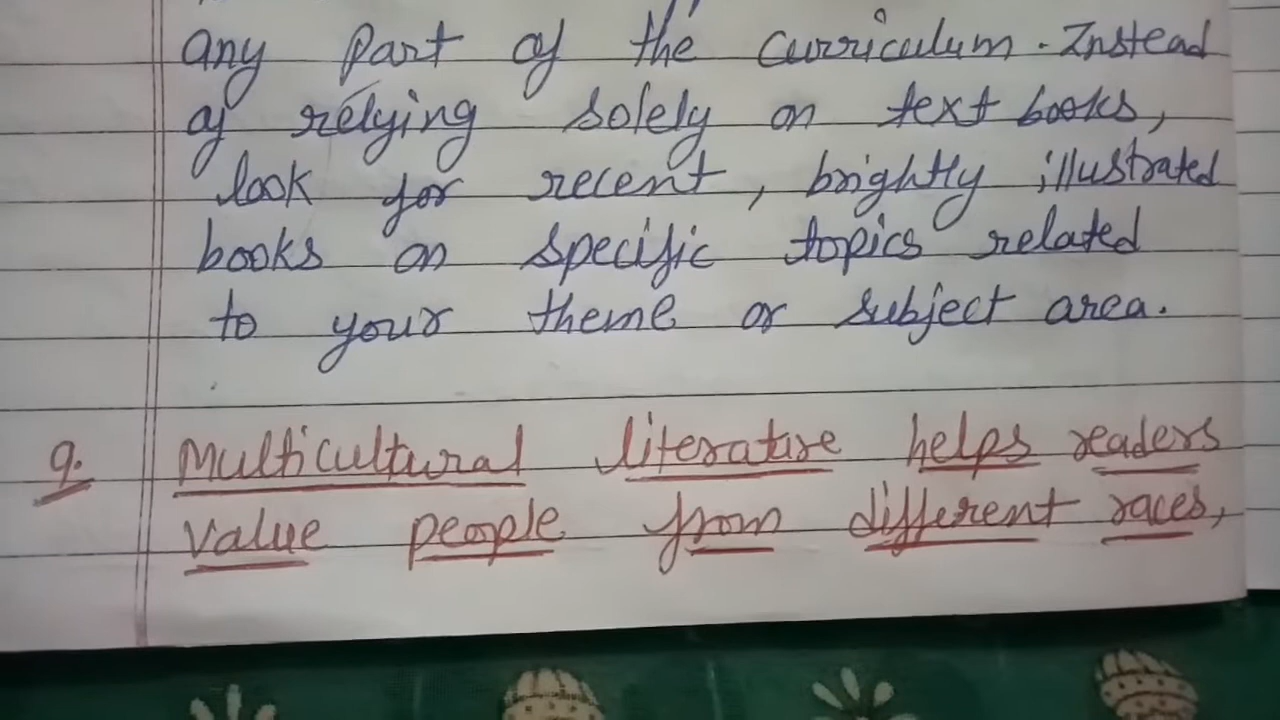 any part of the curriculum. Instead
of relying solely on text books,
look for recent, brightly illustrated
books on specific topics related
to your theme or subject area.
9. Multicultural literature helps readers
value people from different races,